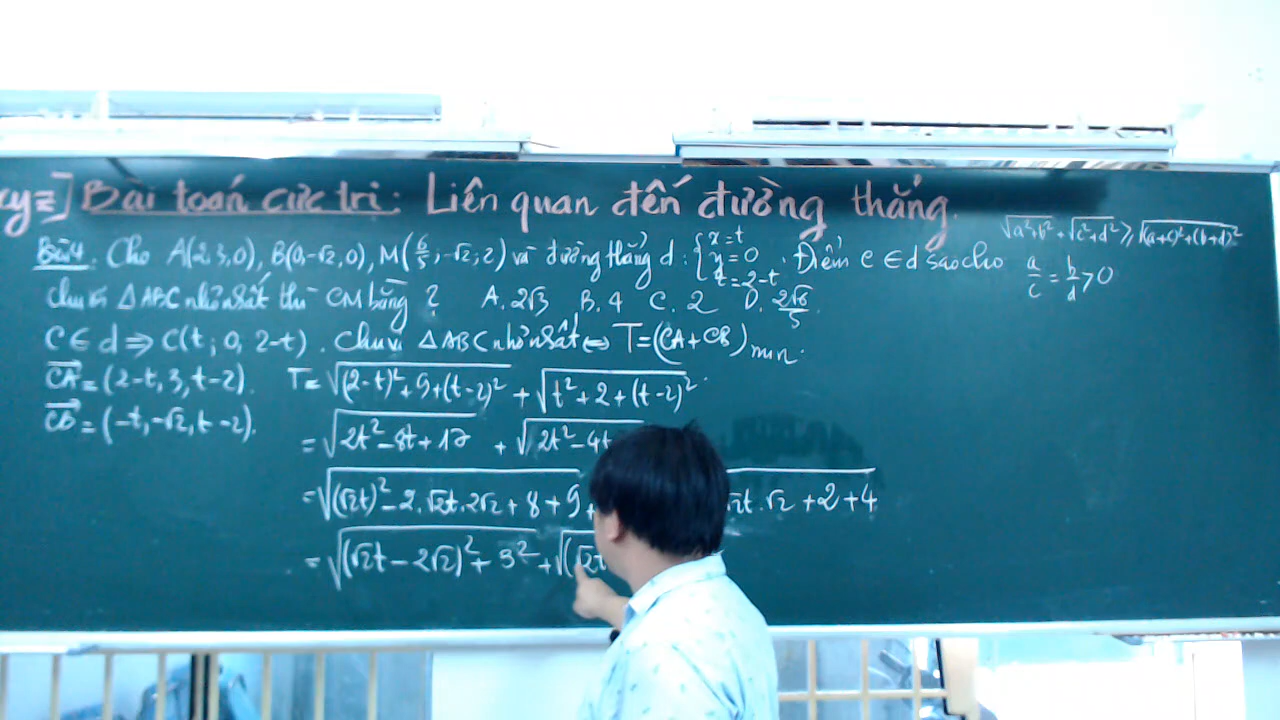 xyz] Bài toán cực trị: Liên quan đến đường thẳng.
√(a²+b²) + √(c²+d²) ≥ √((a+c)²+(b+d)²)
a/c = b/d > 0
Bài 4. Cho A(2,3,0), B(0,-√2,0), M(6/5; -√2; 2) và đường thẳng d: { x=t y=0 z=2-t . Điểm C ∈ d sao cho
chu vi △ABC nhỏ nhất thì CM bằng? A. 2√3 B. 4 C. 2 D. 2√6/5.
C ∈ d ⇒ C(t; 0, 2-t). Chu vi △ABC nhỏ nhất ⇔ T=(CA+CB) min.
CA = (2-t, 3, t-2). T= √((2-t)²+9+(t-2)²) + √(t²+2+(t-2)²)
CB = (-t, -√2, t-2).
= √(2t²-8t+17) + √(2t²-4t
= √((√2t)²-2.√2t.2√2+8+9) + √2t.√2+2+4
= √((√2t-2√2)²+3²) + √((√2t